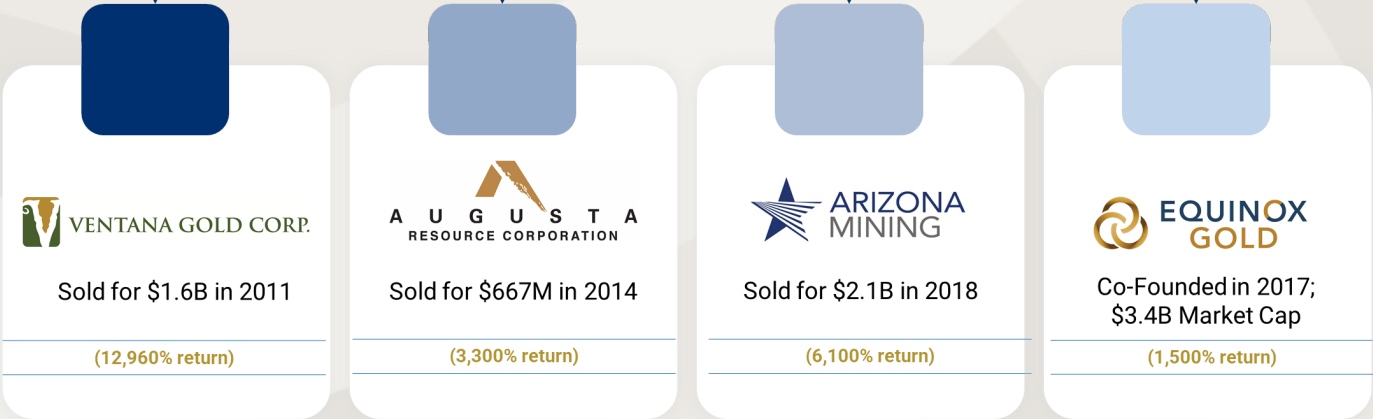 VENTANA GOLD CORP.
Sold for $1.6B in 2011
(12,960% return)
AUGUSTA
RESOURCE CORPORATION
Sold for $667M in 2014
(3,300% return)
ARIZONA
MINING
Sold for $2.1B in 2018
(6,100% return)
EQUINOX
GOLD
Co-Founded in 2017;
$3.4B Market Cap
(1,500% return)